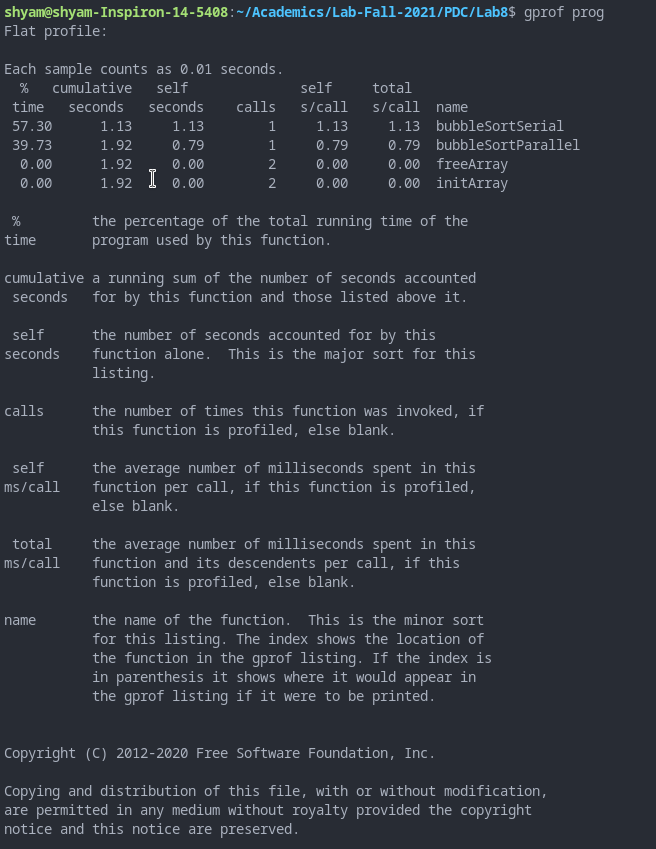 shyam@shyam-Inspiron-14-5408:~/Academics/Lab-Fall-2021/PDC/Lab8$ gprof prog
Flat profile:

Each sample counts as 0.01 seconds.
  %   cumulative   self              self     total
 time   seconds   seconds    calls   s/call   s/call  name
 57.30      1.13     1.13        1     1.13     1.13  bubbleSortSerial
 39.73      1.92     0.79        1     0.79     0.79  bubbleSortParallel
  0.00      1.92     0.00        2     0.00     0.00  freeArray
  0.00      1.92     0.00        2     0.00     0.00  initArray

 %         the percentage of the total running time of the
time       program used by this function.

cumulative a running sum of the number of seconds accounted
 seconds   for by this function and those listed above it.

 self      the number of seconds accounted for by this
seconds    function alone.  This is the major sort for this
           listing.

calls      the number of times this function was invoked, if
           this function is profiled, else blank.

 self      the average number of milliseconds spent in this
ms/call    function per call, if this function is profiled,
           else blank.

 total     the average number of milliseconds spent in this
ms/call    function and its descendents per call, if this
           function is profiled, else blank.

name       the name of the function.  This is the minor sort
           for this listing. The index shows the location of
           the function in the gprof listing. If the index is
           in parenthesis it shows where it would appear in
           the gprof listing if it were to be printed.

Copyright (C) 2012-2020 Free Software Foundation, Inc.

Copying and distribution of this file, with or without modification,
are permitted in any medium without royalty provided the copyright
notice and this notice are preserved.